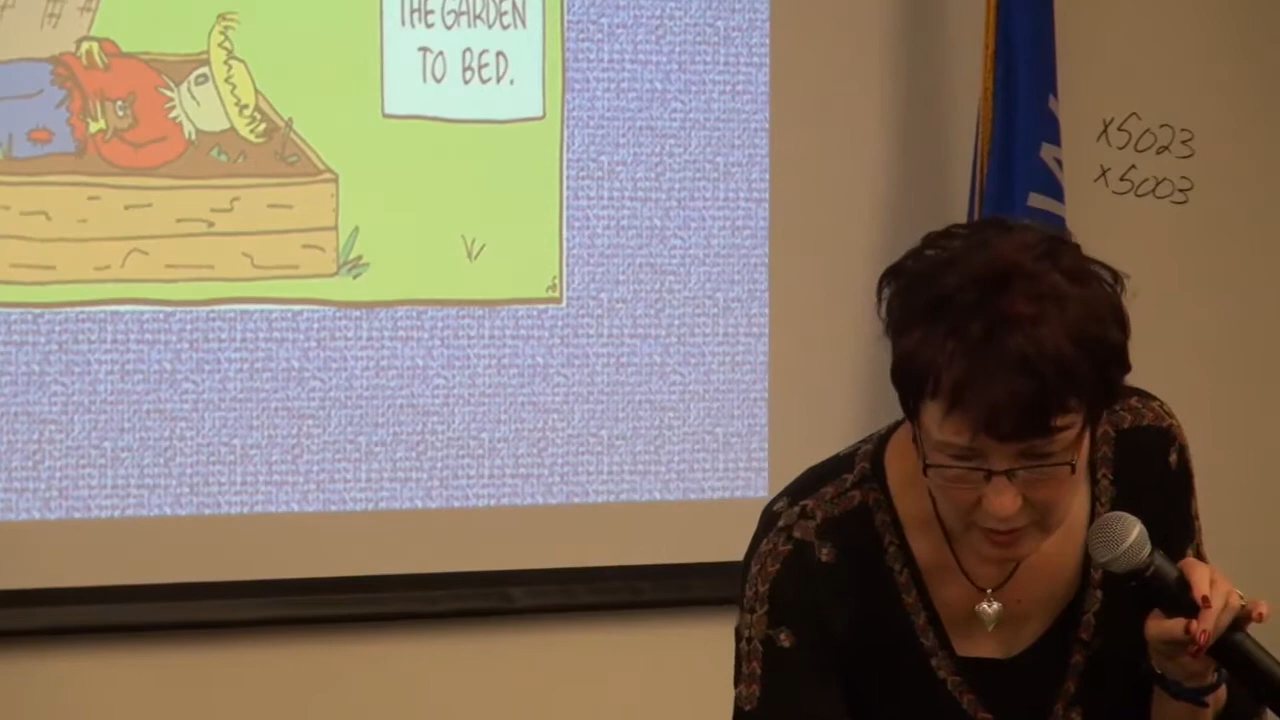 THE GARDEN
TO BED.
x5023
x5003